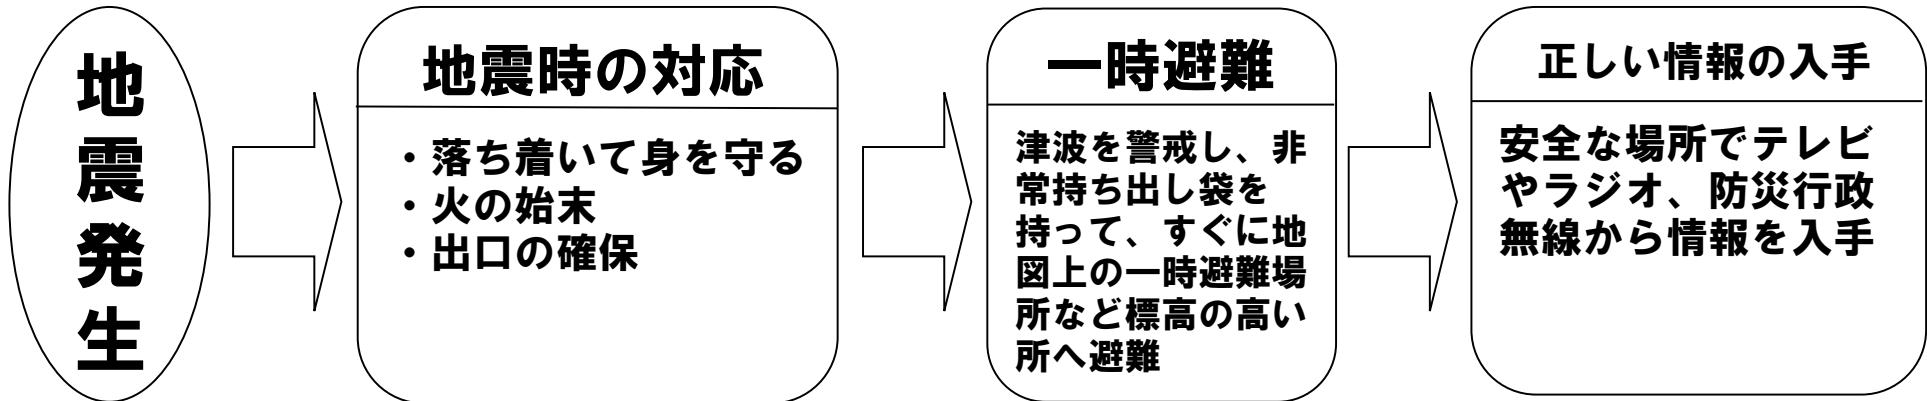 地震発生
地震時の対応
・落ち着いて身を守る
・火の始末
・出口の確保
一時避難
津波を警戒し、非
常持ち出し袋を
持って、すぐに地
図上の一時避難場
所など標高の高い
所へ避難
正しい情報の入手
安全な場所でテレビ
やラジオ、防災行政
無線から情報を入手